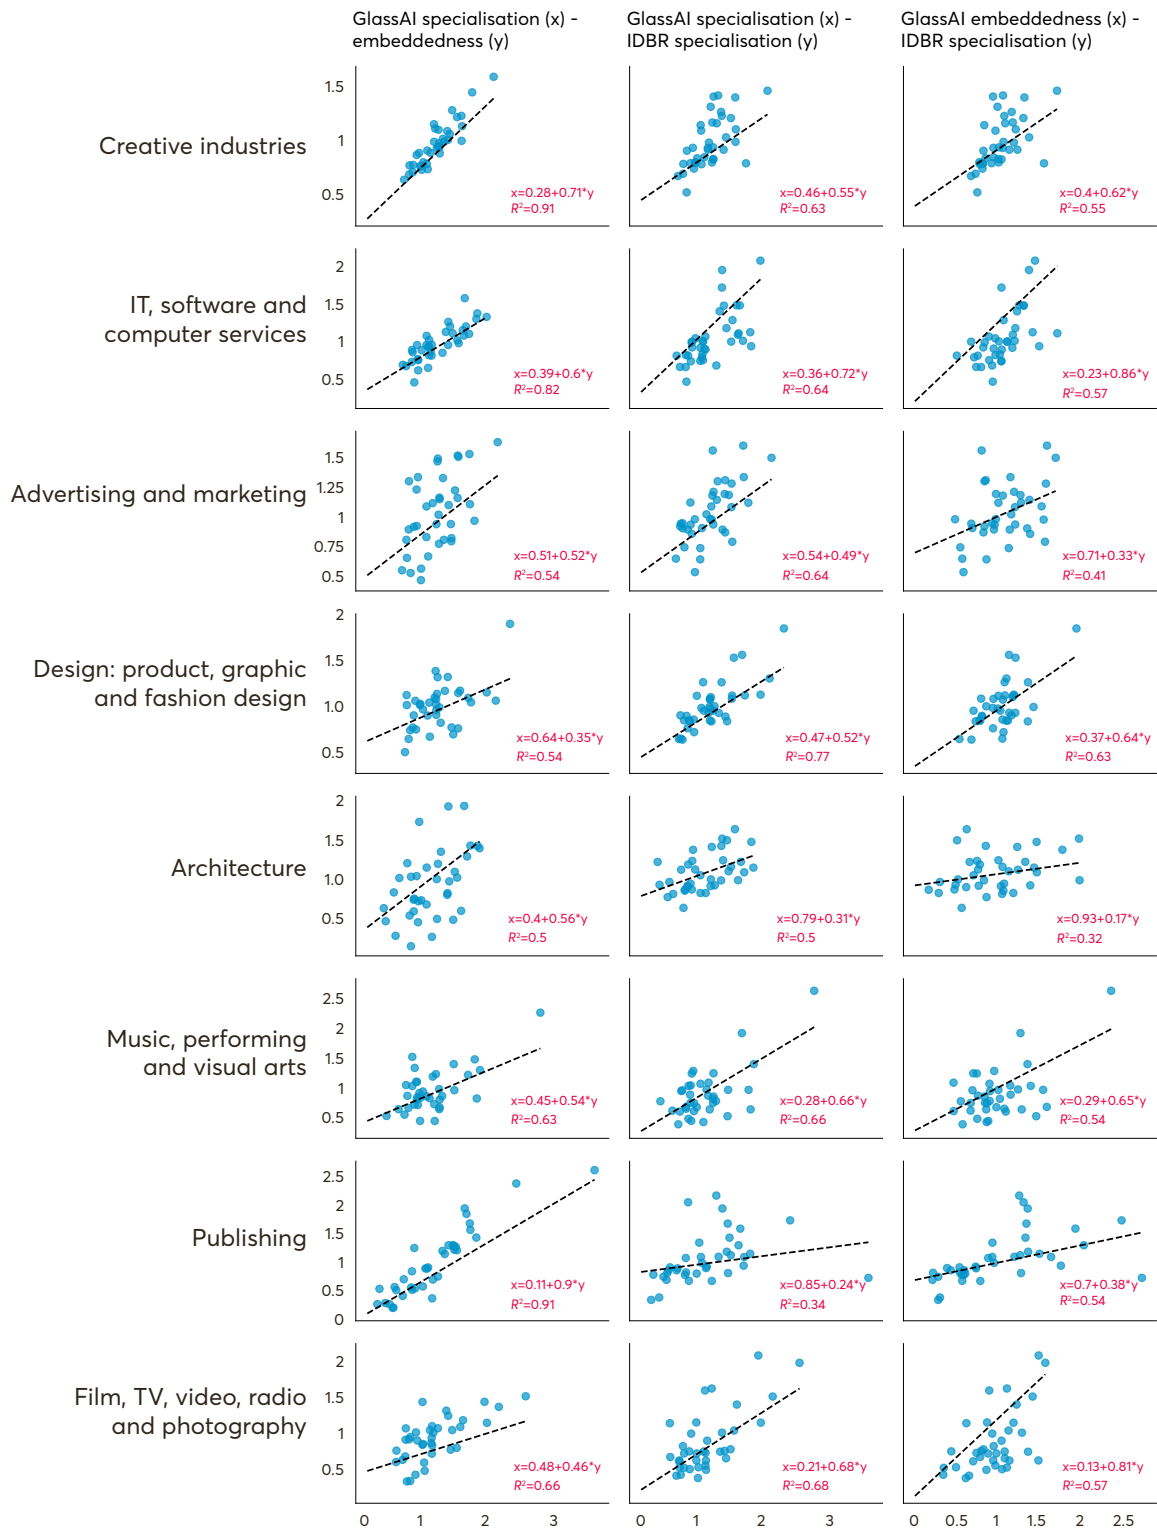 GlassAI specialisation (x) -
embeddedness (y)
GlassAI specialisation (x) -
IDBR specialisation (y)
GlassAI embeddedness (x) -
IDBR specialisation (y)
Creative industries
1.5
1
0.5
x=0.28+0.71*y
R²=0.91
x=0.46+0.55*y
R²=0.63
x=0.4+0.62*y
R²=0.55
IT, software and
computer services
2
1.5
1
0.5
x=0.39+0.6*y
R²=0.82
x=0.36+0.72*y
R²=0.64
x=0.23+0.86*y
R²=0.57
Advertising and marketing
1.5
1.25
1
0.75
0.5
x=0.51+0.52*y
R²=0.54
x=0.54+0.49*y
R²=0.64
x=0.71+0.33*y
R²=0.41
Design: product, graphic
and fashion design
2
1.5
1.0
0.5
x=0.64+0.35*y
R²=0.54
x=0.47+0.52*y
R²=0.77
x=0.37+0.64*y
R²=0.63
Architecture
2
1.5
1.0
0.5
x=0.4+0.56*y
R²=0.5
x=0.79+0.31*y
R²=0.5
x=0.93+0.17*y
R²=0.32
Music, performing
and visual arts
2.5
2
1.5
1
0.5
x=0.45+0.54*y
R²=0.63
x=0.28+0.66*y
R²=0.66
x=0.29+0.65*y
R²=0.54
Publishing
2.5
2
1.5
1
0.5
0
x=0.11+0.9*y
R²=0.91
x=0.85+0.24*y
R²=0.34
x=0.7+0.38*y
R²=0.54
Film, TV, video, radio
and photography
2
1.5
1
0.5
x=0.48+0.46*y
R²=0.66
x=0.21+0.68*y
R²=0.68
x=0.13+0.81*y
R²=0.57
0 1 2 3
0 1 2 3
0 0.5 1 1.5 2 2.5